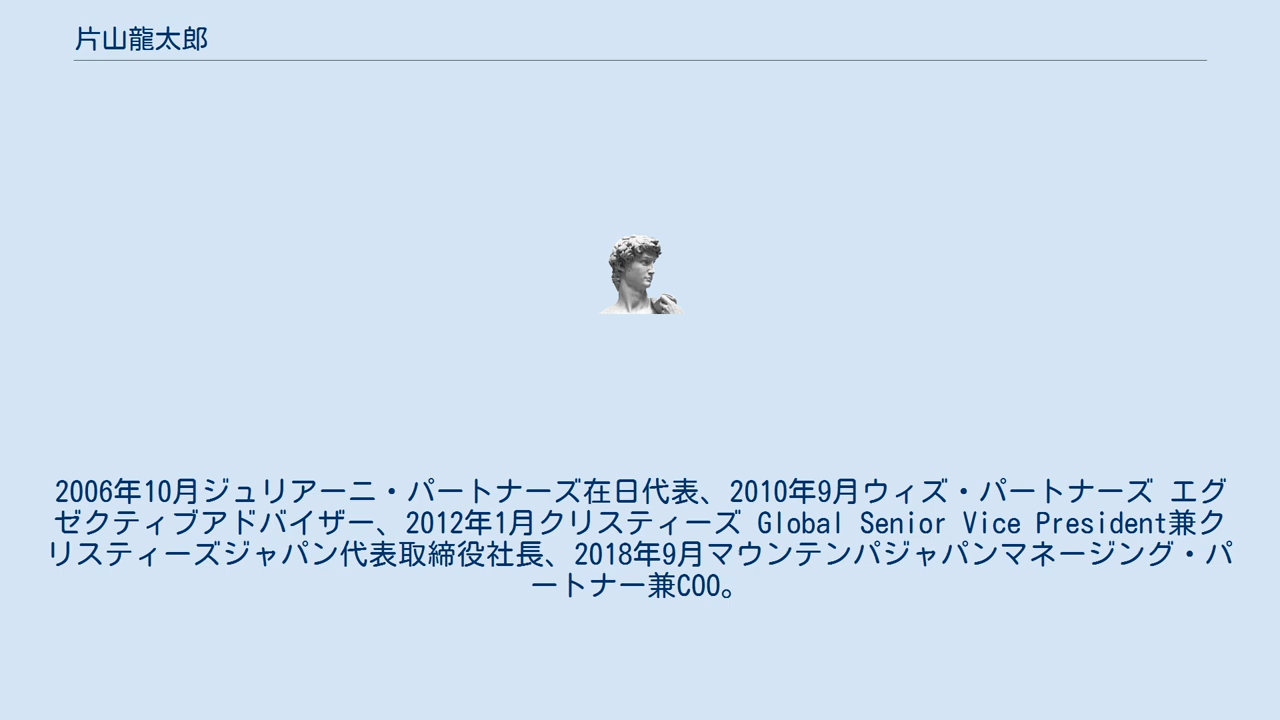 片山龍太郎
2006年10月ジュリアーニ・パートナーズ在日代表、2010年9月ウィズ・パートナーズ エグ
ゼクティブアドバイザー、2012年1月クリスティーズ Global Senior Vice President兼ク
リスティーズジャパン代表取締役社長、2018年9月マウンテンパジャパンマネージング・パ
ートナー兼COO。